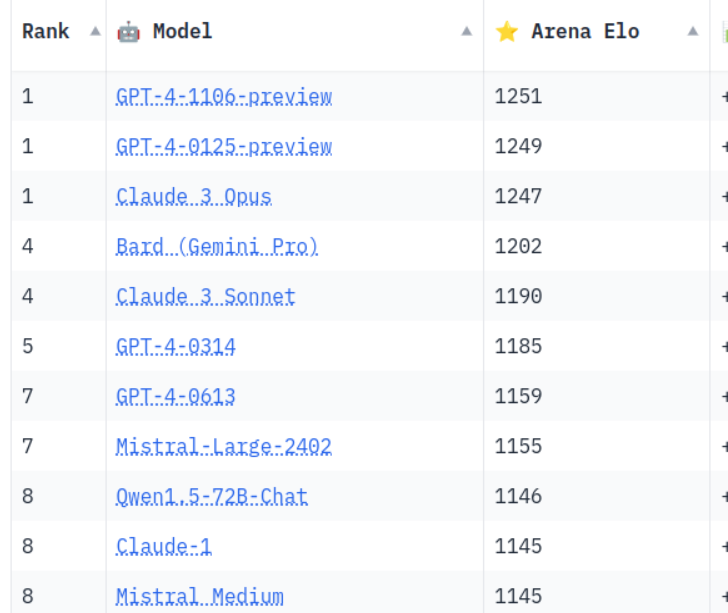 Rank ▲ 🤖 Model ▲ ⭐ Arena Elo ▲
1 GPT-4-1106-preview 1251 +
1 GPT-4-0125-preview 1249 +
1 Claude 3 Opus 1247 +
4 Bard (Gemini Pro) 1202 +
4 Claude 3 Sonnet 1190 +
5 GPT-4-0314 1185 +
7 GPT-4-0613 1159 +
7 Mistral-Large-2402 1155 +
8 Qwen1.5-72B-Chat 1146 +
8 Claude-1 1145 +
8 Mistral Medium 1145 +